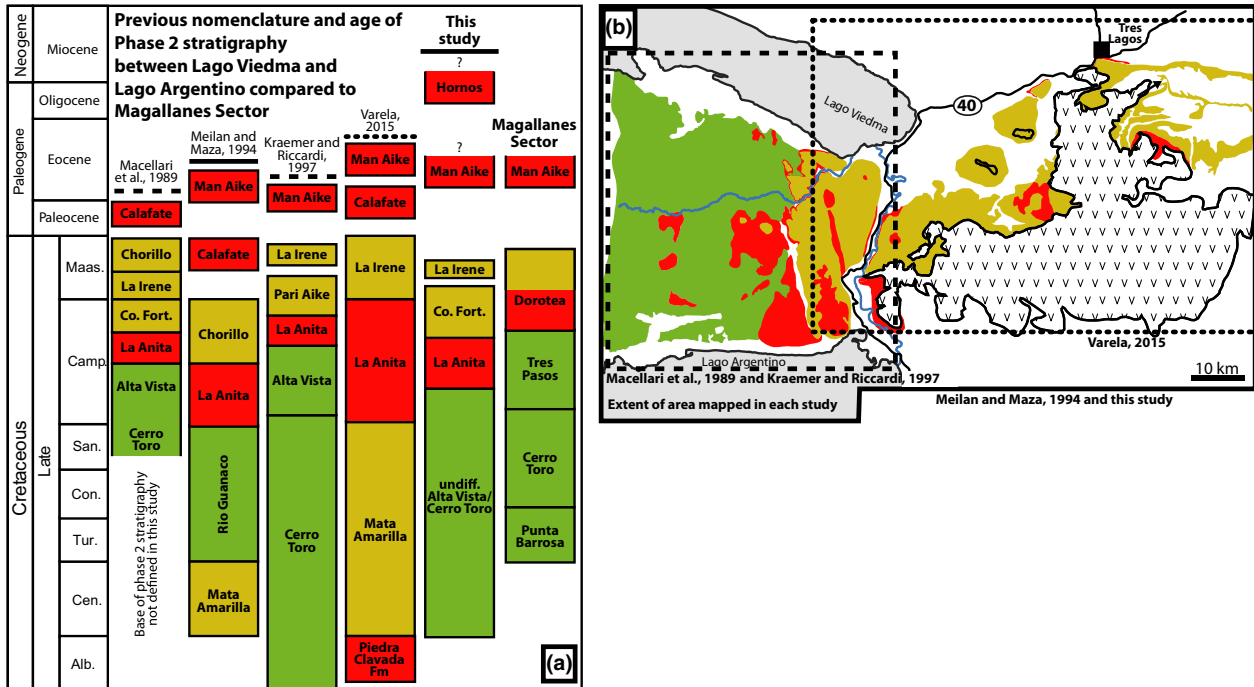 Neogene
Miocene
Paleogene
Oligocene
Eocene
Paleocene
Cretaceous
Late
Maas.
Camp.
San.
Con.
Tur.
Cen.
Alb.
Previous nomenclature and age of
Phase 2 stratigraphy
between Lago Viedma and
Lago Argentino compared to
Magallanes Sector
This
study
Macellari
et al., 1989
Calafate
Chorillo
La Irene
Co. Fort.
La Anita
Alta Vista
Cerro
Toro
Base of phase 2 stratigraphy
not defined in this study
Meilan and
Maza, 1994
Man Aike
Calafate
Chorillo
La Anita
Rio Guanaco
Mata
Amarilla
Kraemer and
Riccardi,
1997
Man Aike
La Irene
Pari Aike
La Anita
Alta Vista
Cerro
Toro
Varela,
2015
Man Aike
Calafate
La Irene
La Anita
Mata
Amarilla
Piedra
Clavada
Fm
?
Hornos
?
Man Aike
La Irene
Co. Fort.
La Anita
undiff.
Alta Vista/
Cerro Toro
Magallanes
Sector
Man Aike
Dorotea
Tres
Pasos
Cerro
Toro
Punta
Barrosa
(a)
(b)
Tres
Lagos
Lago Viedma
40
Varela, 2015
Lago Argentino
10 km
Macellari et al., 1989 and Kraemer and Riccardi, 1997
Extent of area mapped in each study
Meilan and Maza, 1994 and this study